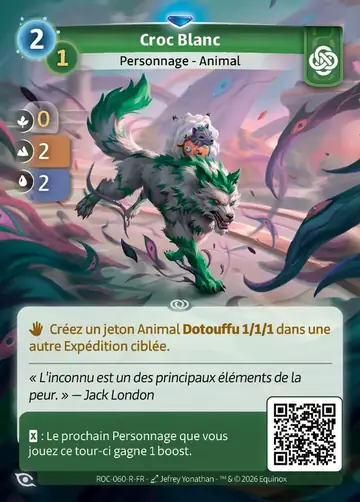 2
Croc Blanc
1
Personnage - Animal
0
2
2
Créez un jeton Animal Dotouffu 1/1/1 dans une
autre Expédition ciblée.
« L'inconnu est un des principaux éléments de la
peur. » — Jack London
X : Le prochain Personnage que vous
jouez ce tour-ci gagne 1 boost.
ROC-060-R-FR - Jefrey Yonathan - ™ & © 2026 Equinox